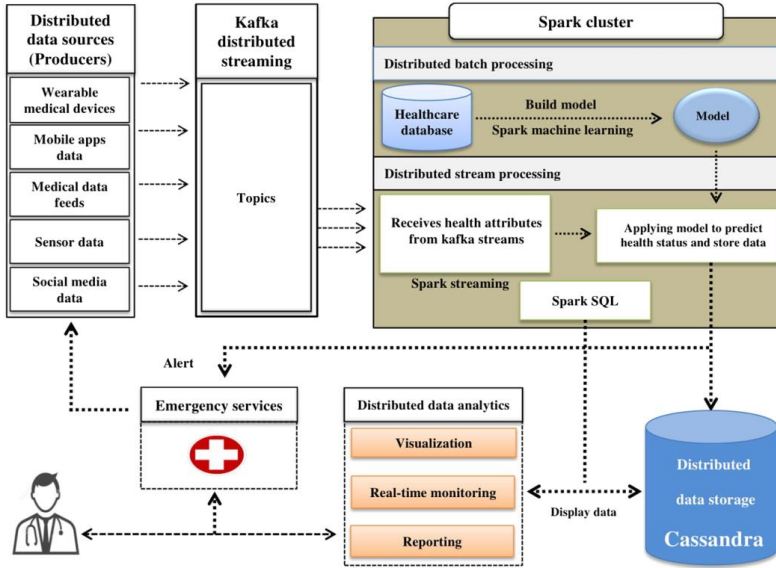 Distributed
data sources
(Producers)
Wearable
medical devices
Mobile apps
data
Medical data
feeds
Sensor data
Social media
data
Kafka
distributed
streaming
Topics
Spark cluster
Distributed batch processing
Healthcare
database
Build model
Spark machine learning
Model
Distributed stream processing
Receives health attributes
from kafka streams
Applying model to predict
health status and store data
Spark streaming
Spark SQL
Alert
Emergency services
Distributed data analytics
Visualization
Real-time monitoring
Reporting
Display data
Distributed
data storage
Cassandra